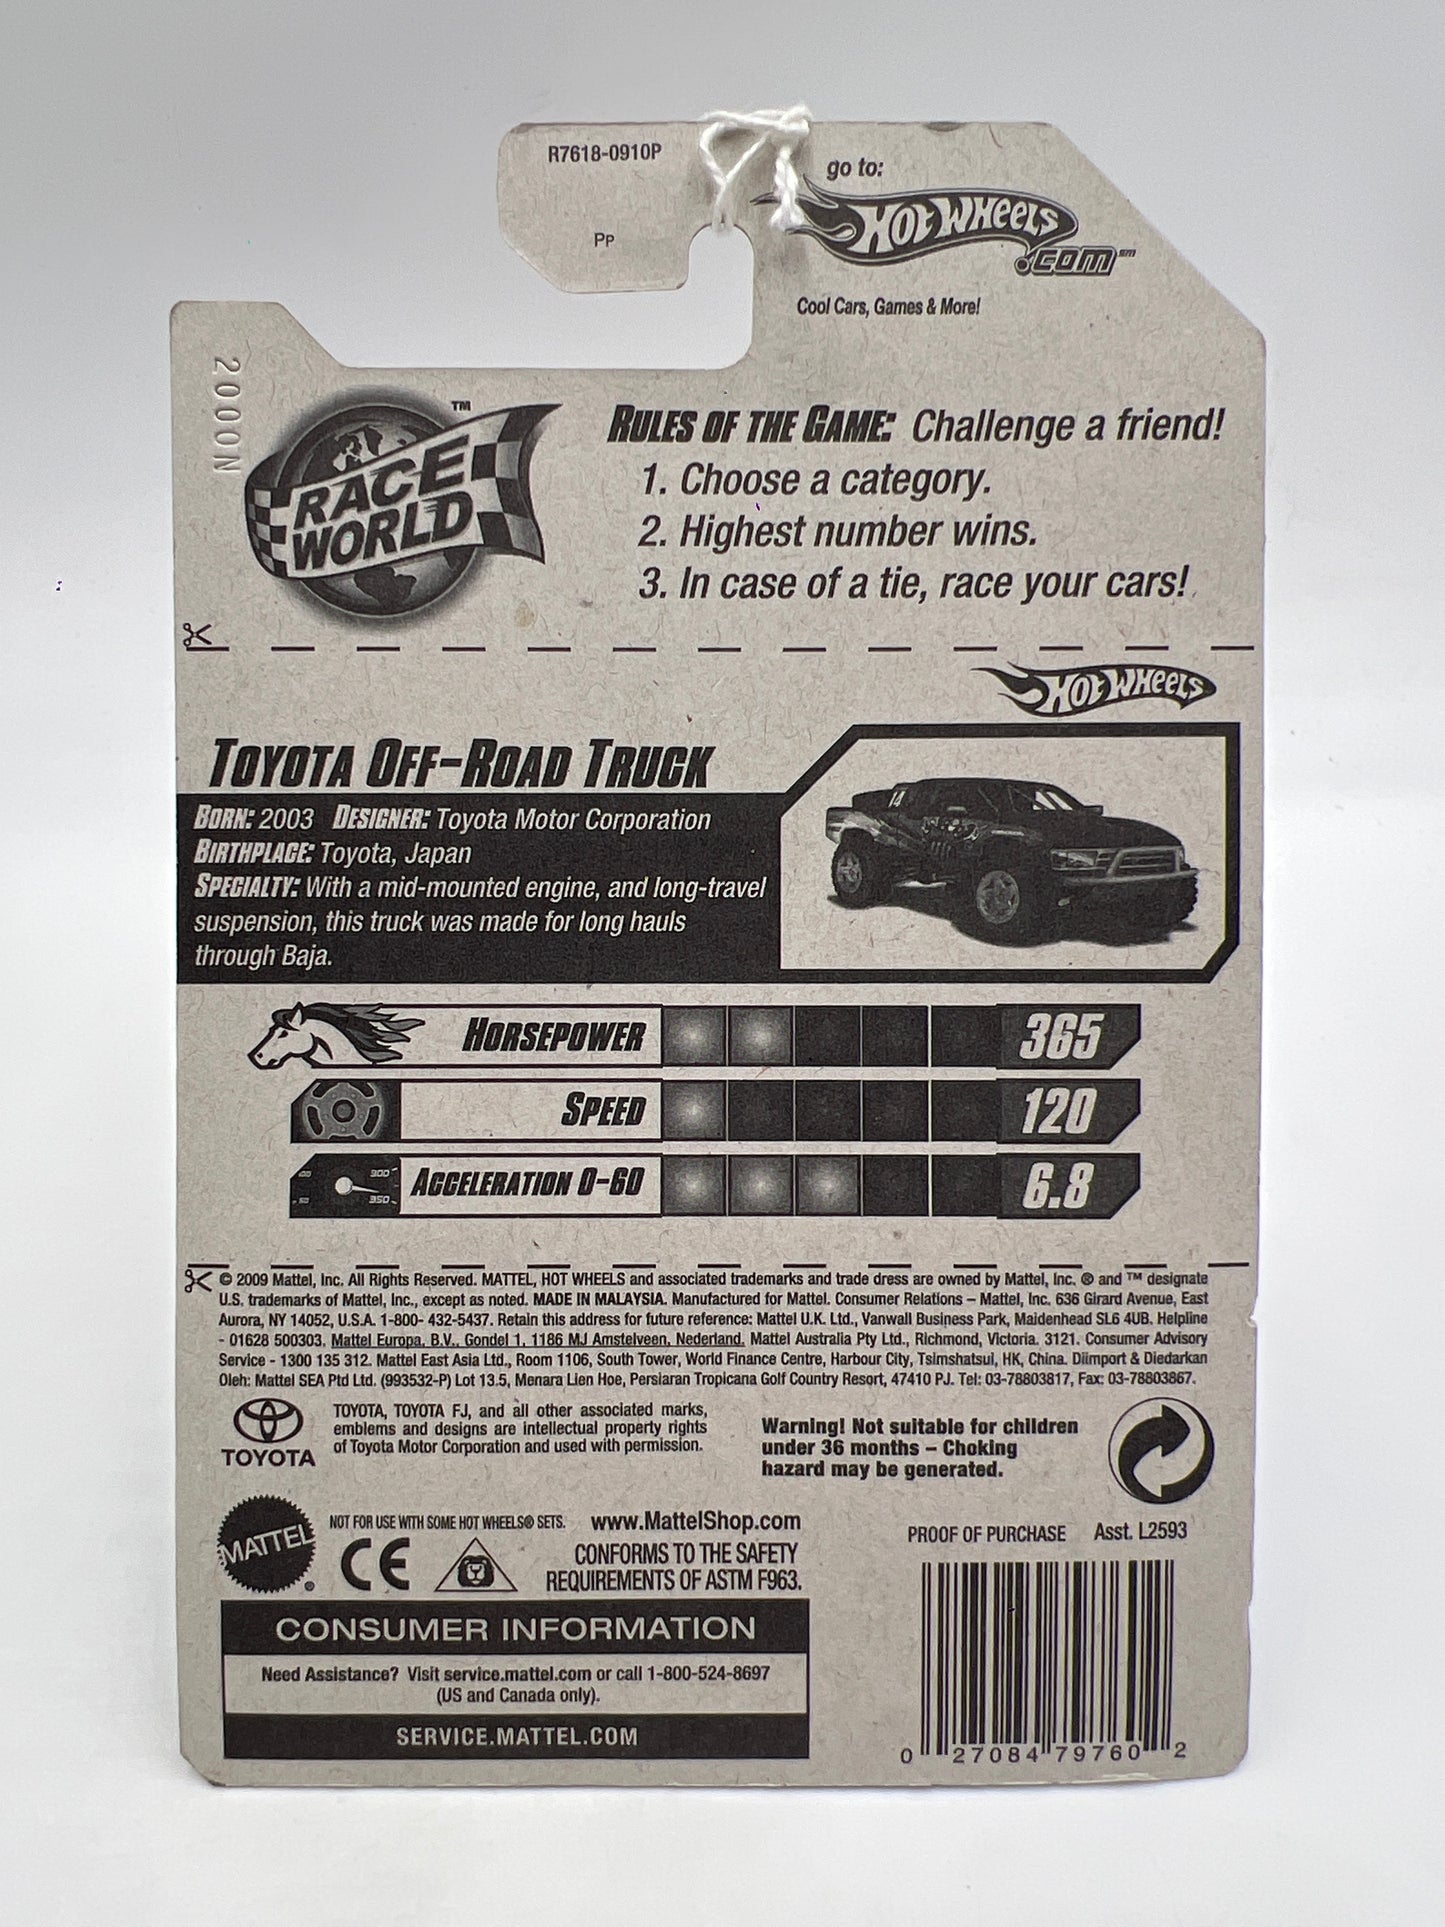 R7618-0910P
Pp
go to:
HOT WHEELS
.COM℠
Cool Cars, Games & More!
2000N
RACE WORLD™
RULES OF THE GAME: Challenge a friend!
1. Choose a category.
2. Highest number wins.
3. In case of a tie, race your cars!
HOT WHEELS
TOYOTA OFF-ROAD TRUCK
BORN: 2003 DESIGNER: Toyota Motor Corporation
BIRTHPLACE: Toyota, Japan
SPECIALTY: With a mid-mounted engine, and long-travel
suspension, this truck was made for long hauls
through Baja.
14
HORSEPOWER 365
SPEED 120
300
350
50
ACCELERATION 0-60 6.8
© 2009 Mattel, Inc. All Rights Reserved. MATTEL, HOT WHEELS and associated trademarks and trade dress are owned by Mattel, Inc. ® and ™ designate
U.S. trademarks of Mattel, Inc., except as noted. MADE IN MALAYSIA. Manufactured for Mattel. Consumer Relations – Mattel, Inc. 636 Girard Avenue, East
Aurora, NY 14052, U.S.A. 1-800- 432-5437. Retain this address for future reference: Mattel U.K. Ltd., Vanwall Business Park, Maidenhead SL6 4UB. Helpline
- 01628 500303. Mattel Europa. B.V.. Gondel 1. 1186 MJ Amstelveen. Nederland. Mattel Australia Pty Ltd., Richmond, Victoria. 3121. Consumer Advisory
Service - 1300 135 312. Mattel East Asia Ltd., Room 1106, South Tower, World Finance Centre, Harbour City, Tsimshatsui, HK, China. Diimport & Diedarkan
Oleh: Mattel SEA Ptd Ltd. (993532-P) Lot 13.5, Menara Lien Hoe, Persiaran Tropicana Golf Country Resort, 47410 PJ. Tel: 03-78803817, Fax: 03-78803867.
TOYOTA
TOYOTA, TOYOTA FJ, and all other associated marks,
emblems and designs are intellectual property rights
of Toyota Motor Corporation and used with permission.
Warning! Not suitable for children
under 36 months – Choking
hazard may be generated.
MATTEL®
NOT FOR USE WITH SOME HOT WHEELS® SETS. www.MattelShop.com
CE
CONFORMS TO THE SAFETY
REQUIREMENTS OF ASTM F963.
PROOF OF PURCHASE Asst. L2593
CONSUMER INFORMATION
Need Assistance? Visit service.mattel.com or call 1-800-524-8697
(US and Canada only).
SERVICE.MATTEL.COM
0 27084 79760 2